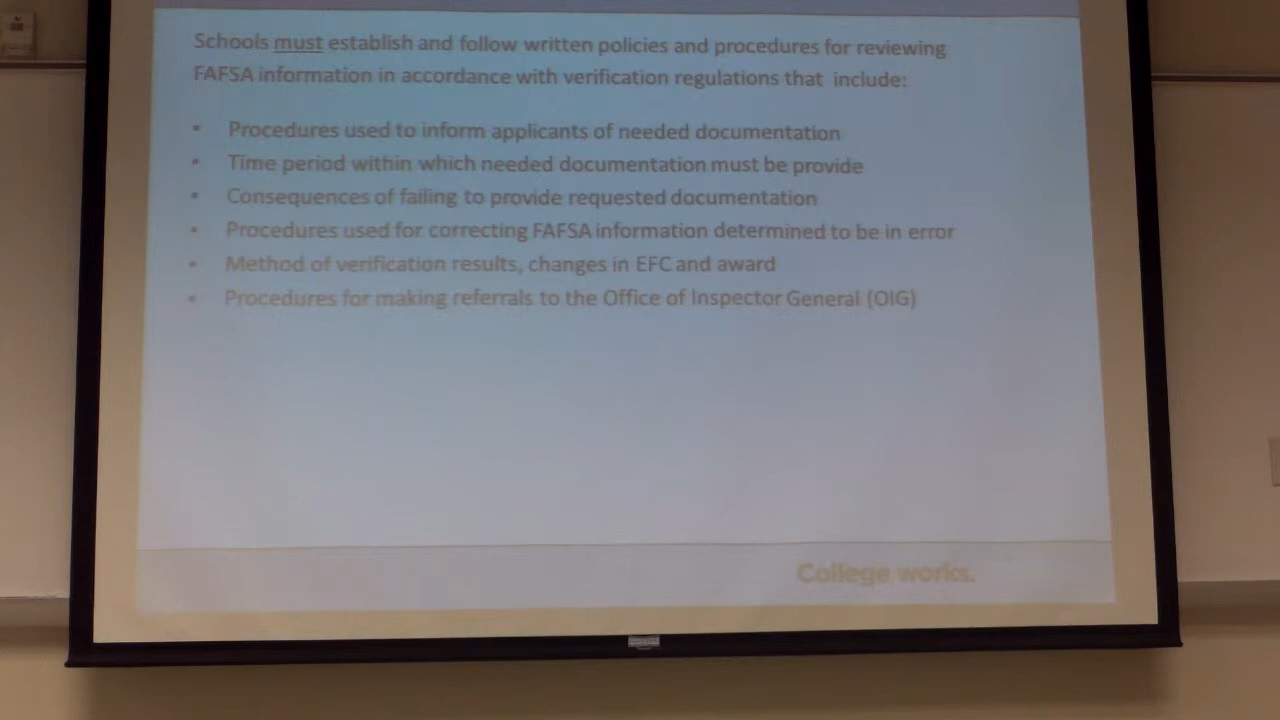 Schools must establish and follow written policies and procedures for reviewing
FAFSA information in accordance with verification regulations that include:
• Procedures used to inform applicants of needed documentation
• Time period within which needed documentation must be provide
• Consequences of failing to provide requested documentation
• Procedures used for correcting FAFSA information determined to be in error
• Method of verification results, changes in EFC and award
• Procedures for making referrals to the Office of Inspector General (OIG)
College works.